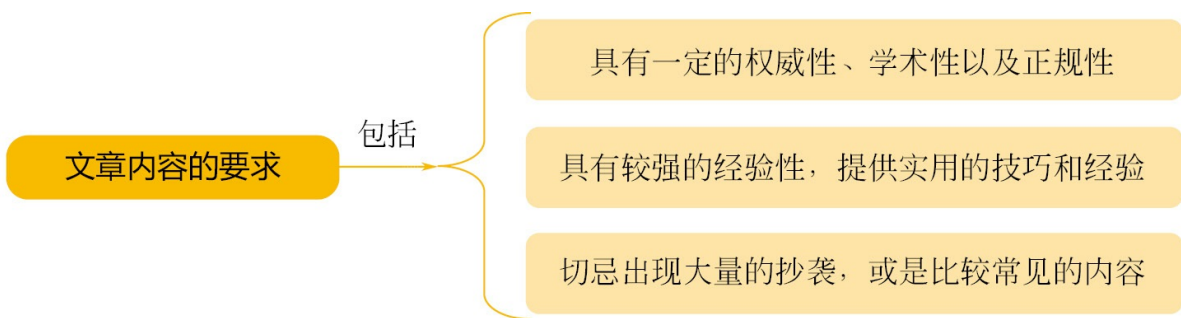 文章内容的要求
包括
具有一定的权威性、学术性以及正规性
具有较强的经验性，提供实用的技巧和经验
切忌出现大量的抄袭，或是比较常见的内容